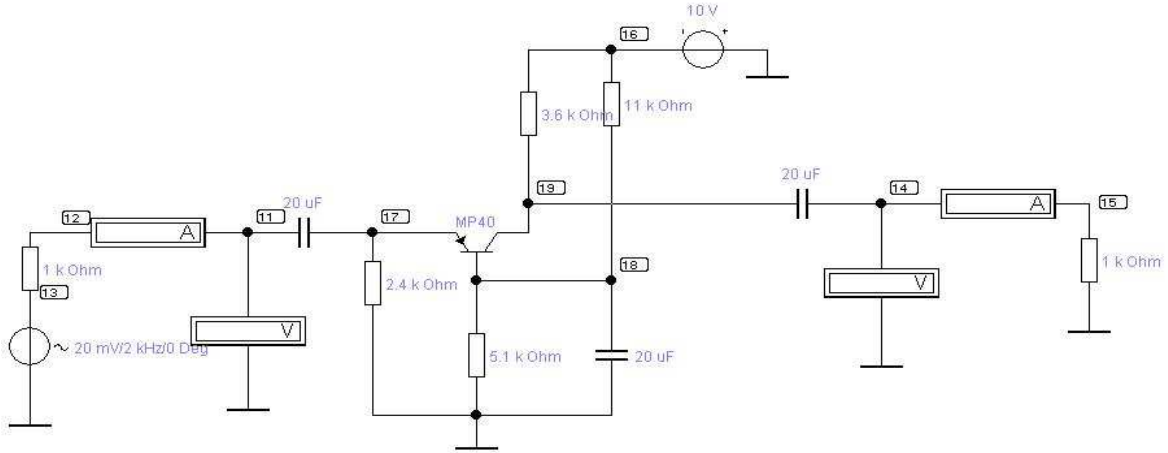 10 V
16
- +
3.6 k Ohm
11 k Ohm
20 uF
19
14
A
15
12
A
11
20 uF
17
MP40
1 k Ohm
13
2.4 k Ohm
18
V
1 k Ohm
V
~ 20 mV/2 kHz/0 Deg
5.1 k Ohm
20 uF